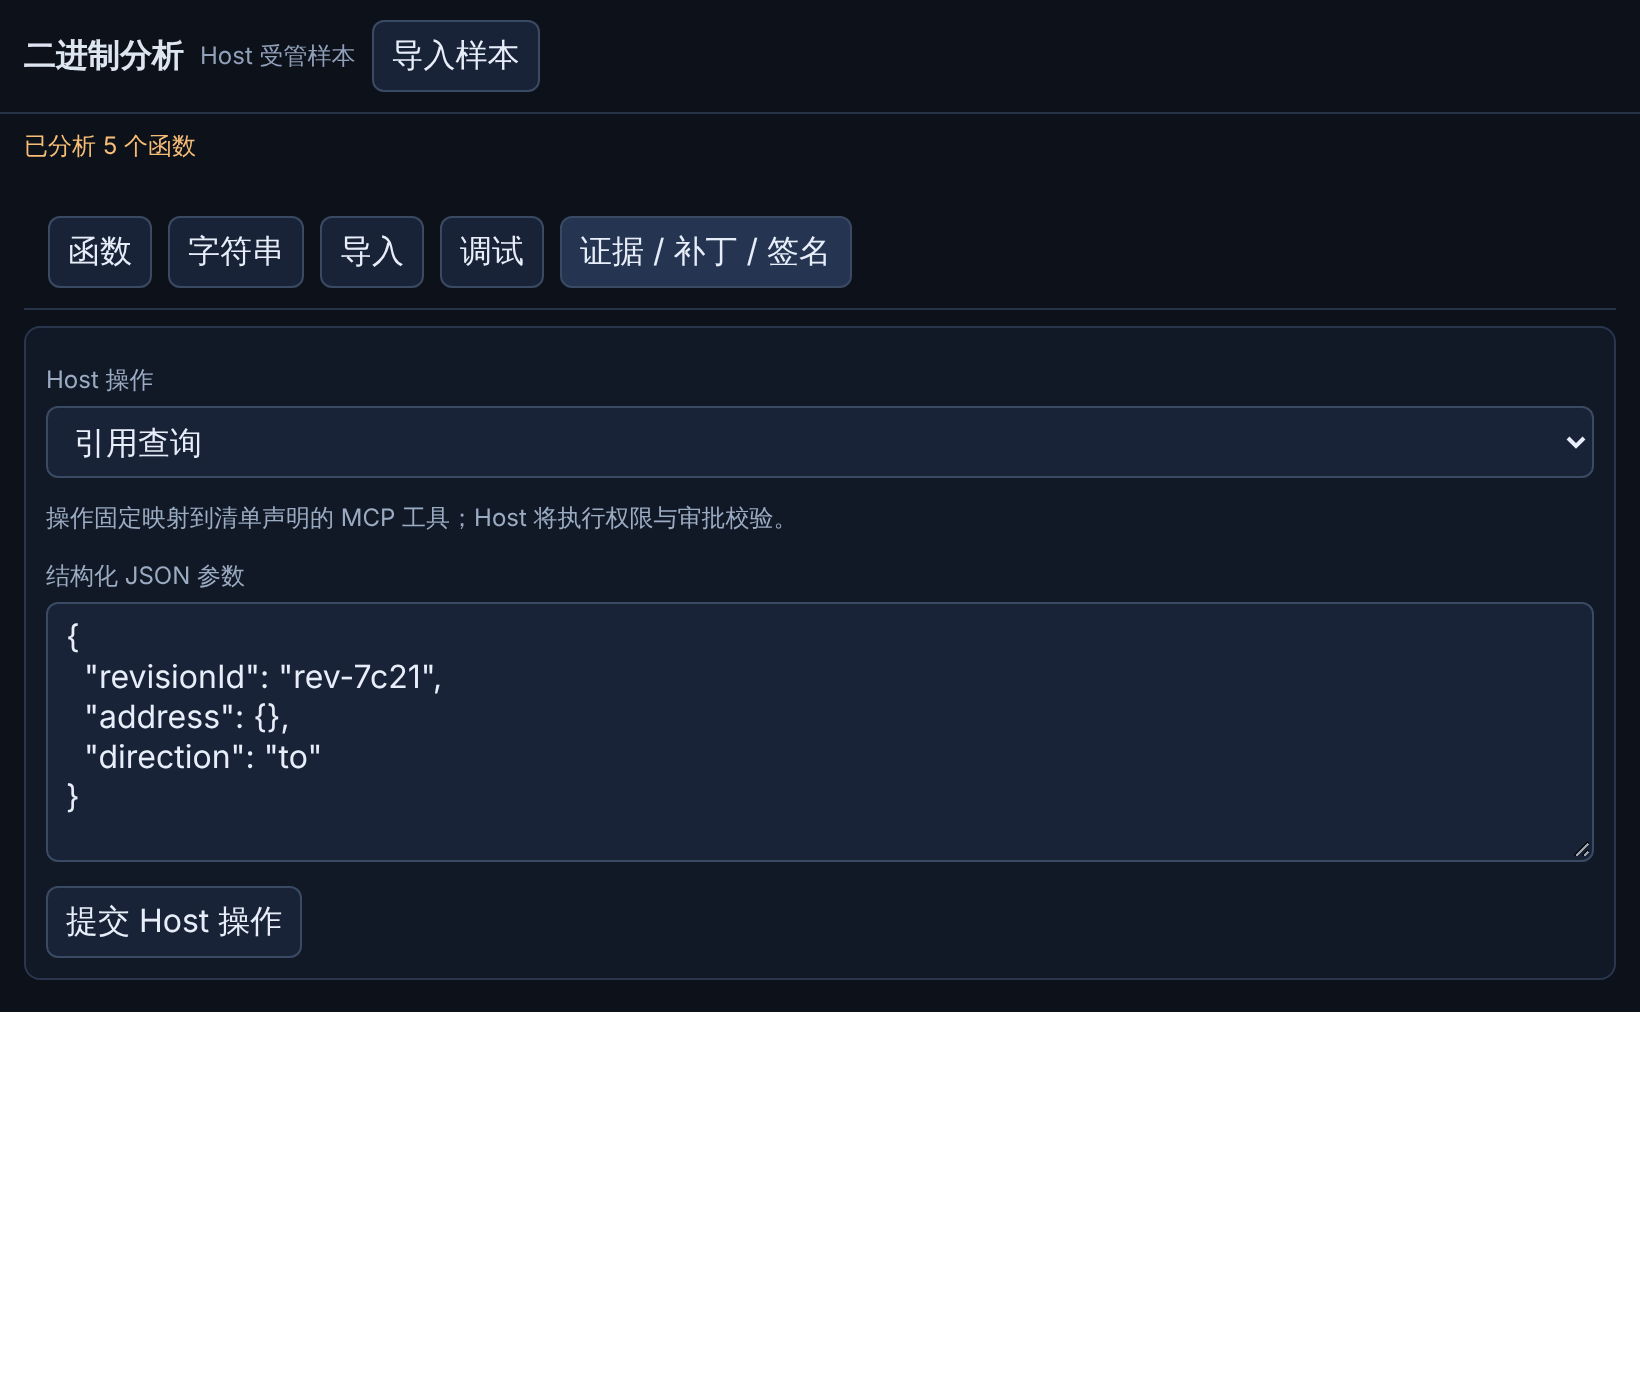 二进制分析 Host 受管样本 导入样本
已分析 5 个函数
函数 字符串 导入 调试 证据 / 补丁 / 签名
Host 操作
引用查询
操作固定映射到清单声明的 MCP 工具；Host 将执行权限与审批校验。
结构化 JSON 参数
{
  "revisionId": "rev-7c21",
  "address": {},
  "direction": "to"
}
提交 Host 操作